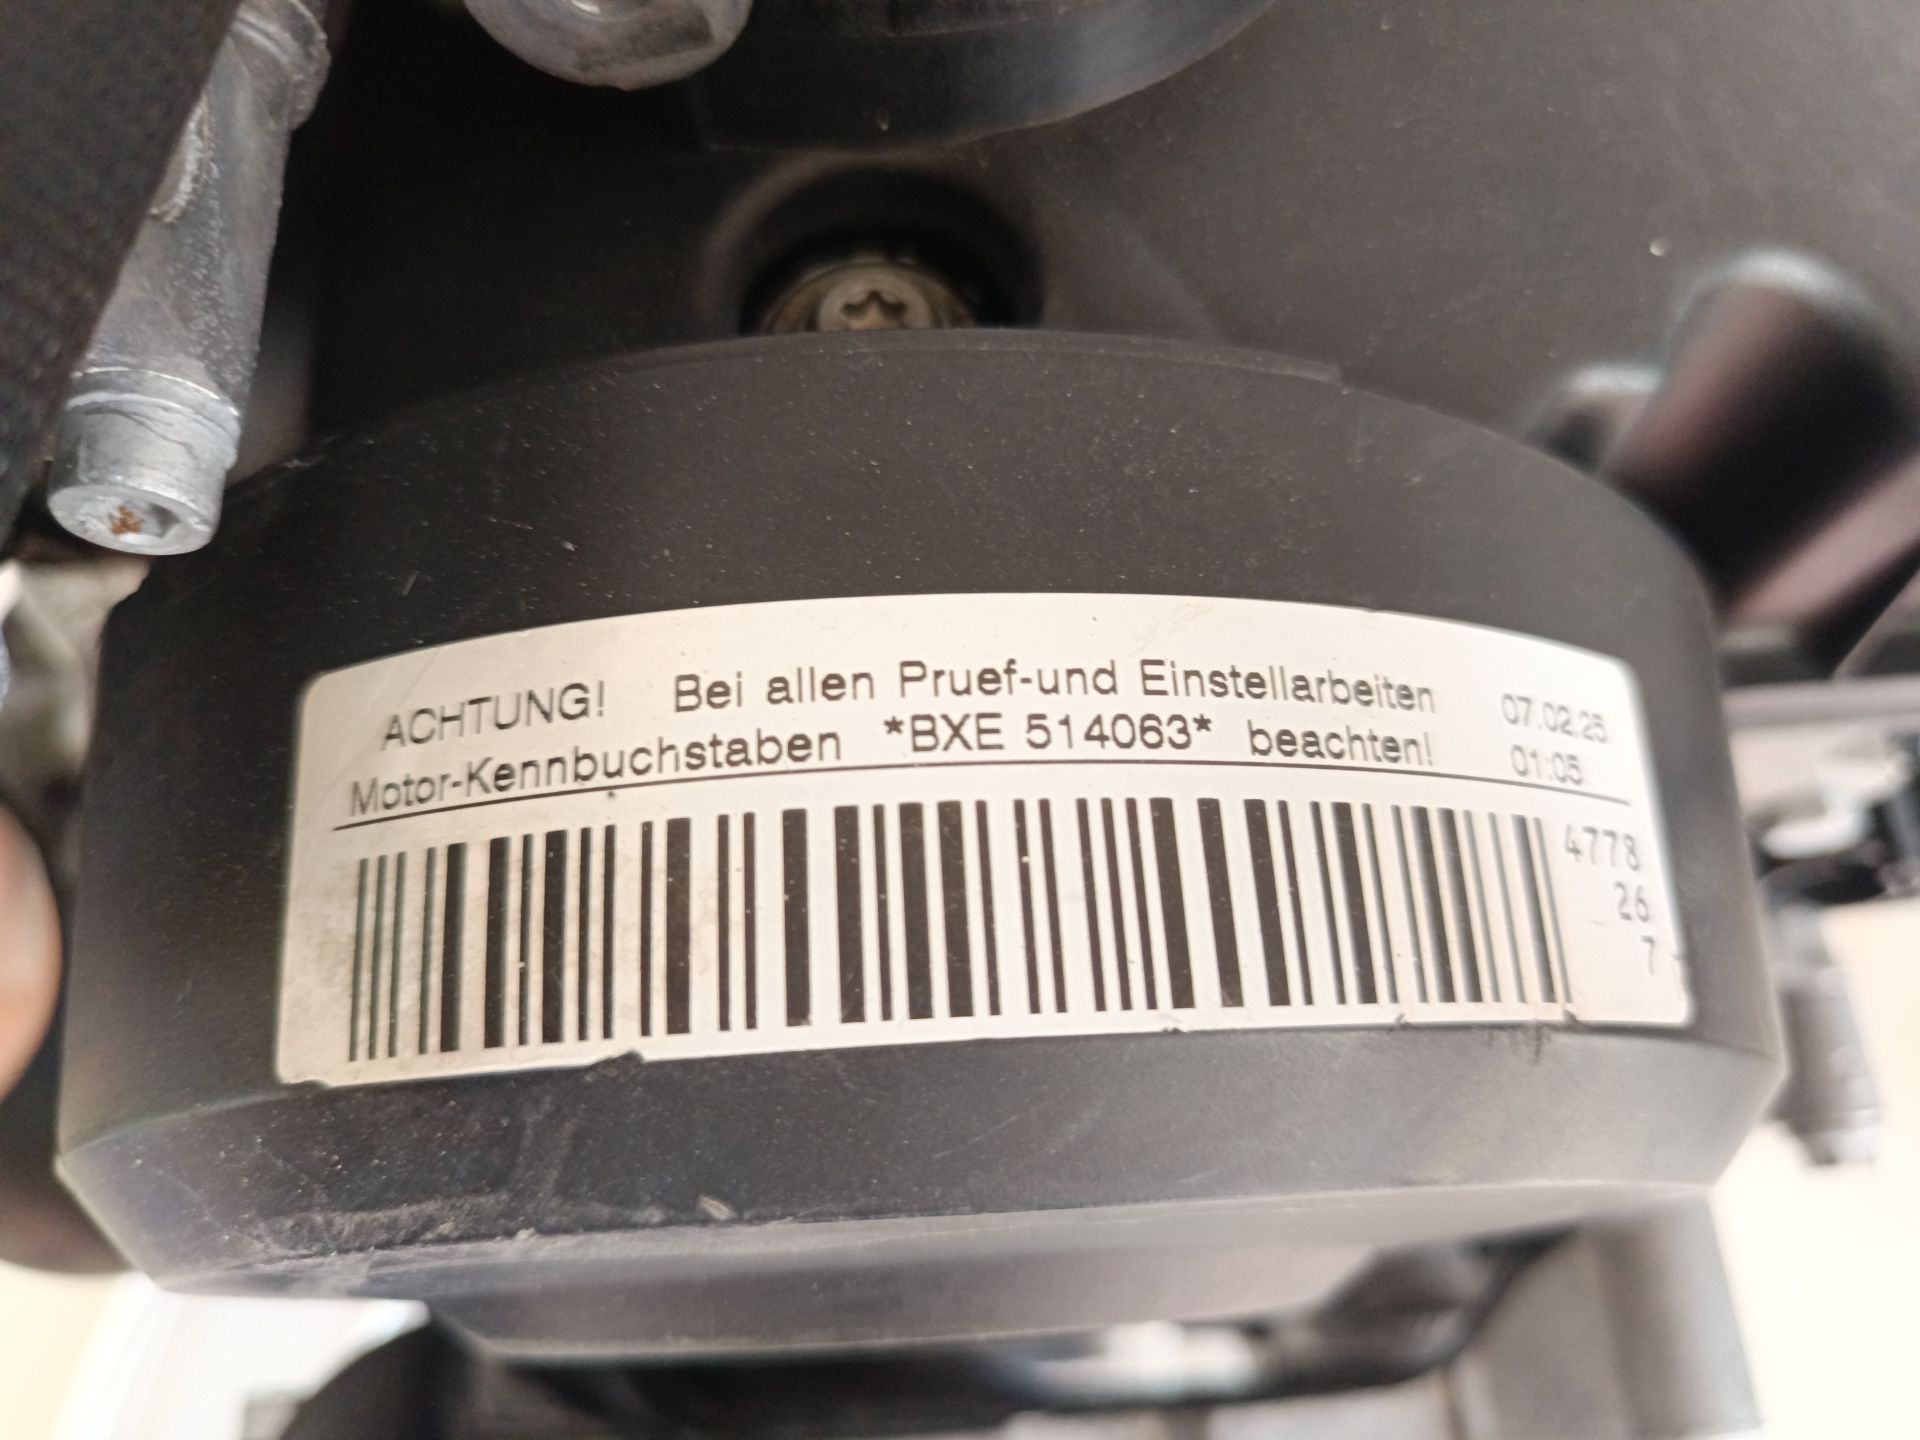 ACHTUNG! Bei allen Pruef-und Einstellarbeiten 07.02.25
Motor-Kennbuchstaben *BXE 514063* beachten! 01:05
4778
26
7